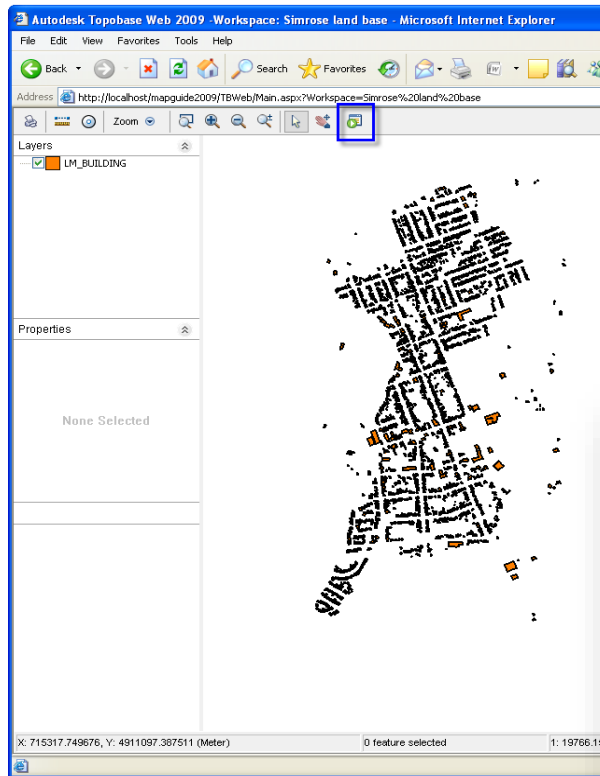 Autodesk Topobase Web 2009 -Workspace: Simrose land base - Microsoft Internet Explorer
File Edit View Favorites Tools Help
Back Search Favorites
Address http://localhost/mapguide2009/TBWeb/Main.aspx?Workspace=Simrose%20land%20base
Zoom
Layers
LM_BUILDING
Properties
None Selected
X: 715317.749676, Y: 4911097.387511 (Meter) 0 feature selected 1: 19766.19